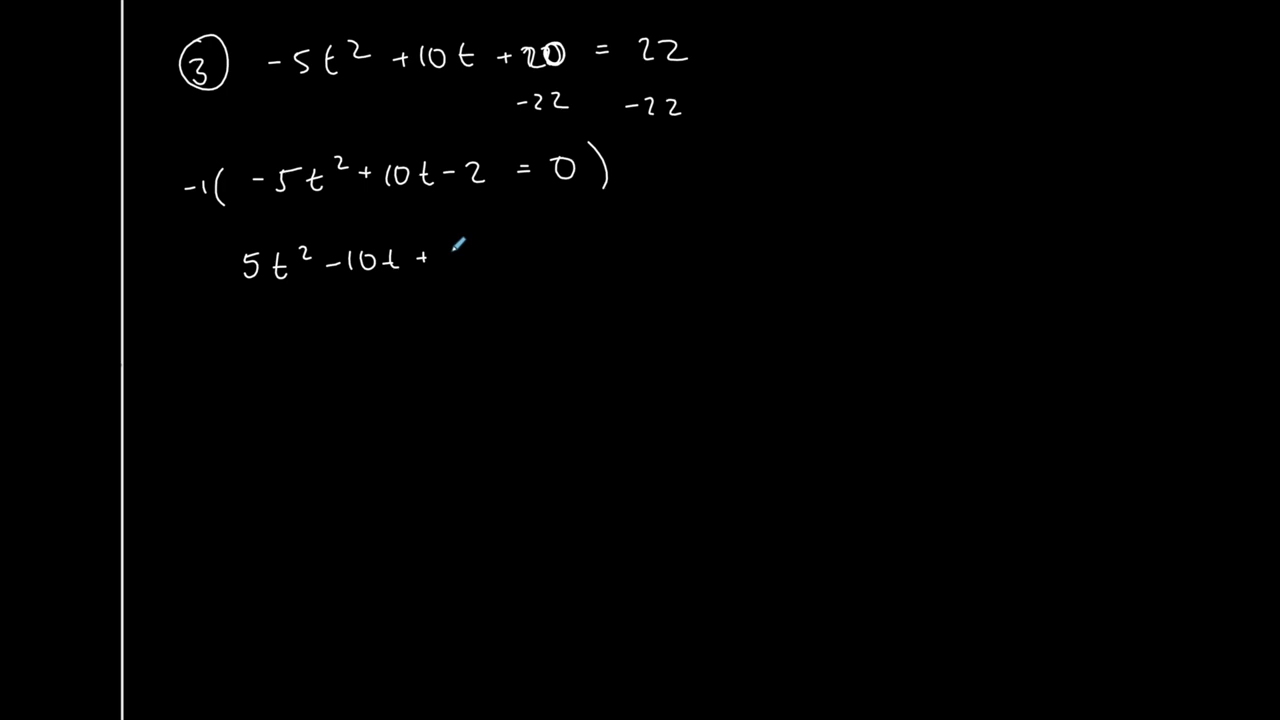 ③ -5t² +10t +20 = 22
-22 -22
-1( -5t² + 10t - 2 = 0 )
5t² -10t +